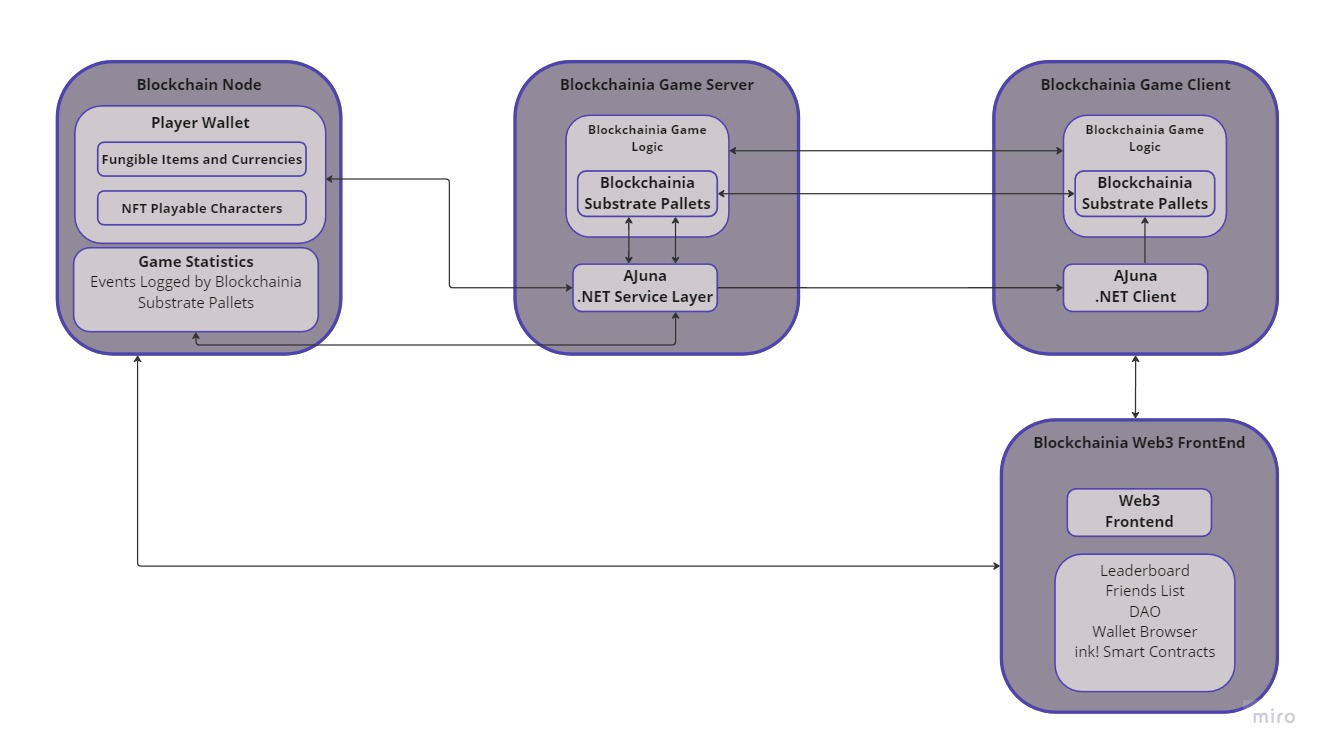 Blockchain Node
Player Wallet
Fungible Items and Currencies
NFT Playable Characters
Game Statistics
Events Logged by Blockchainia
Substrate Pallets
Blockchainia Game Server
Blockchainia Game
Logic
Blockchainia
Substrate Pallets
AJuna
.NET Service Layer
Blockchainia Game Client
Blockchainia Game
Logic
Blockchainia
Substrate Pallets
AJuna
.NET Client
Blockchainia Web3 FrontEnd
Web3
Frontend
Leaderboard
Friends List
DAO
Wallet Browser
ink! Smart Contracts
miro